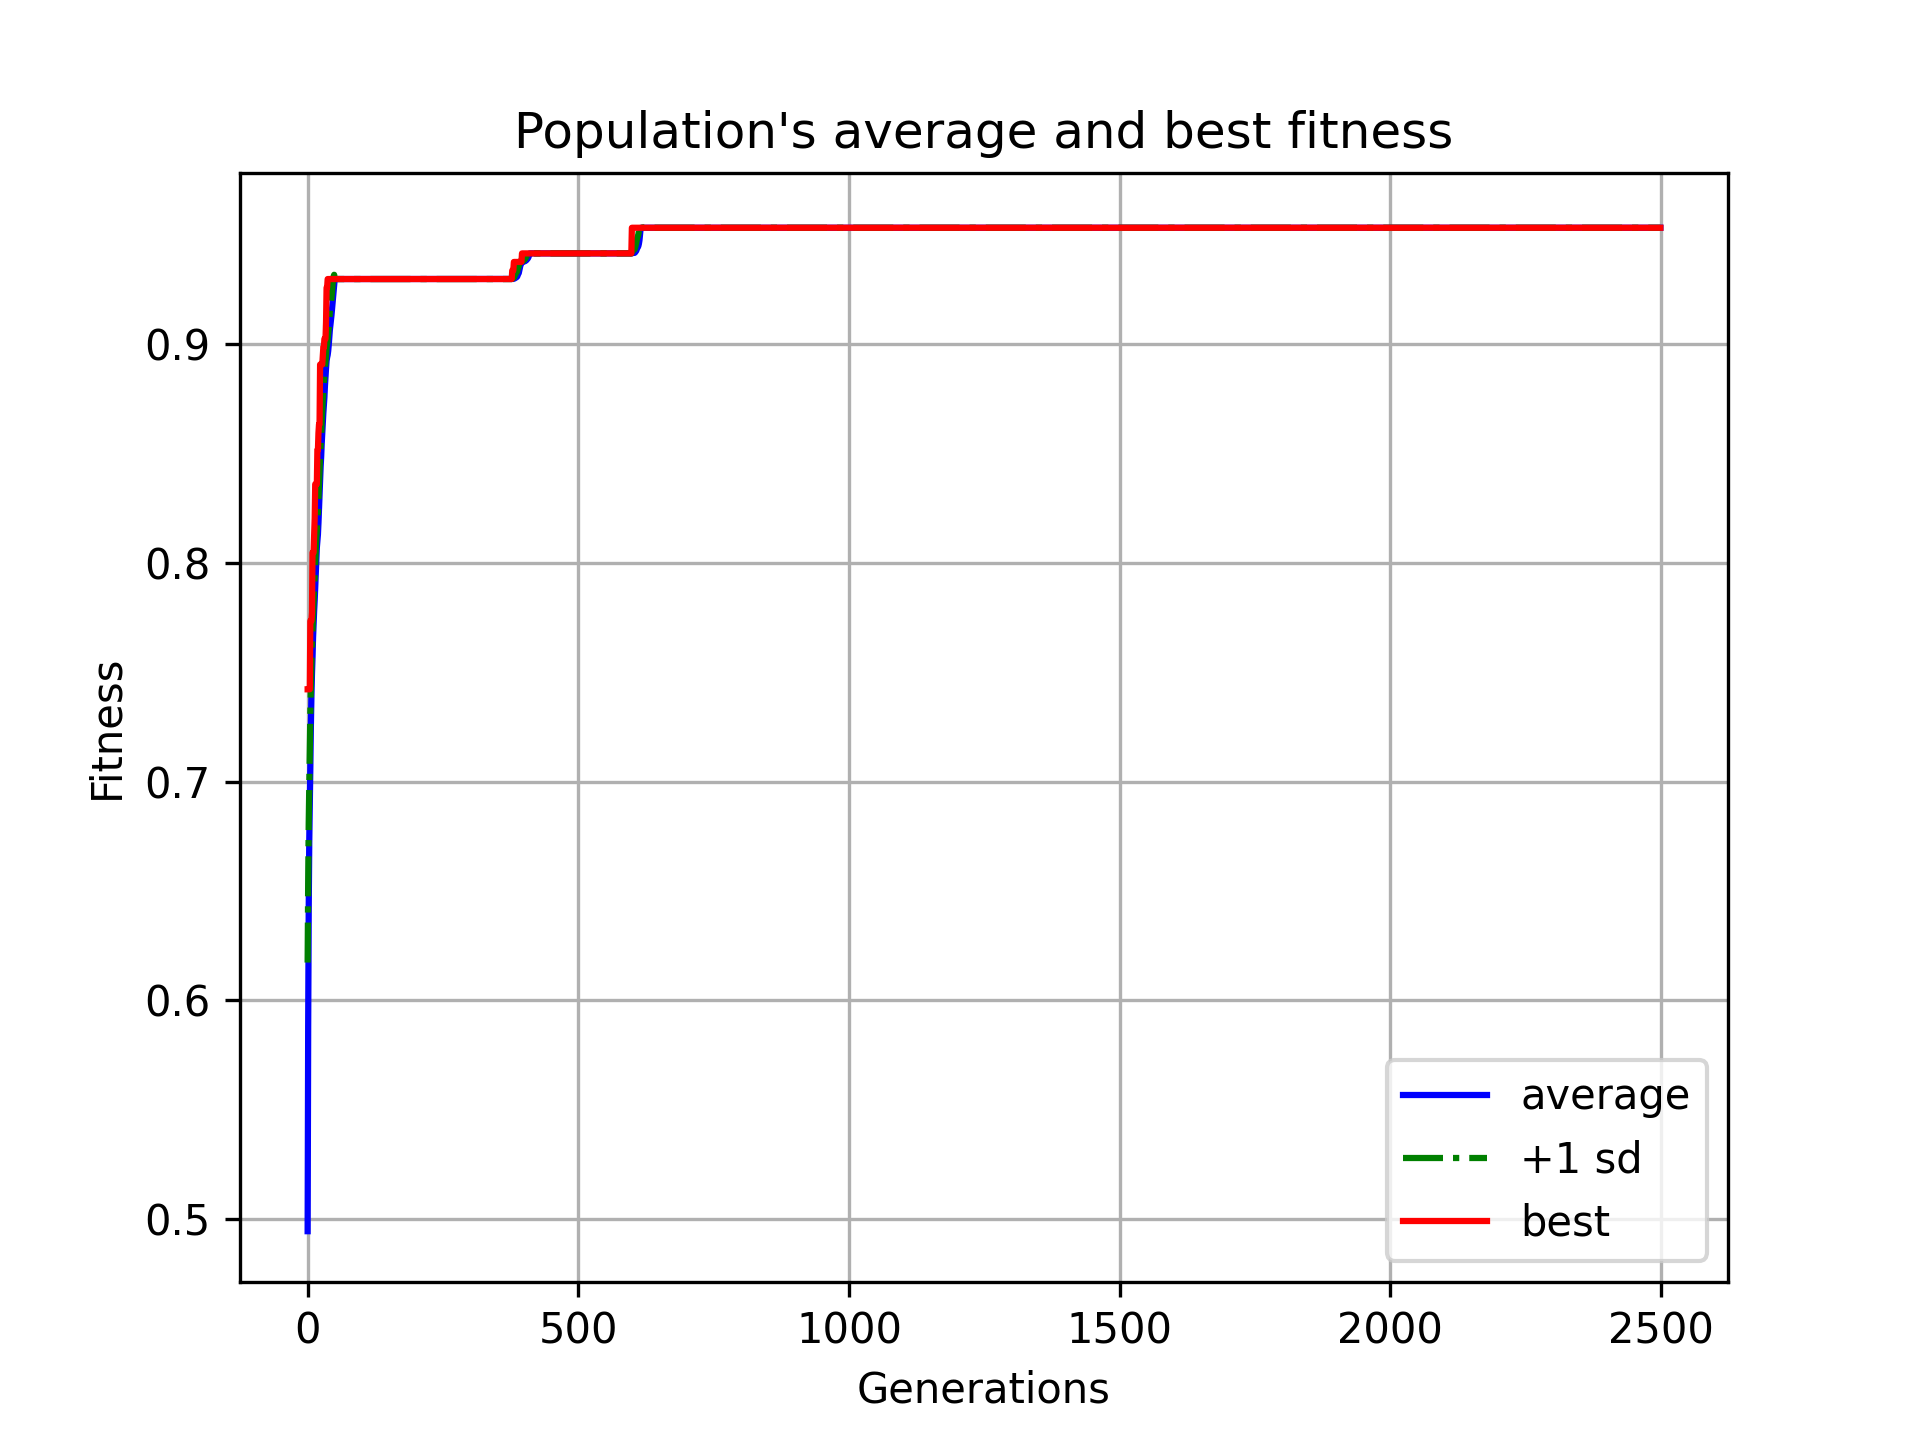 Population's average and best fitness
Fitness
0.9
0.8
0.7
0.6
0.5
average
+1 sd
best
0 500 1000 1500 2000 2500
Generations